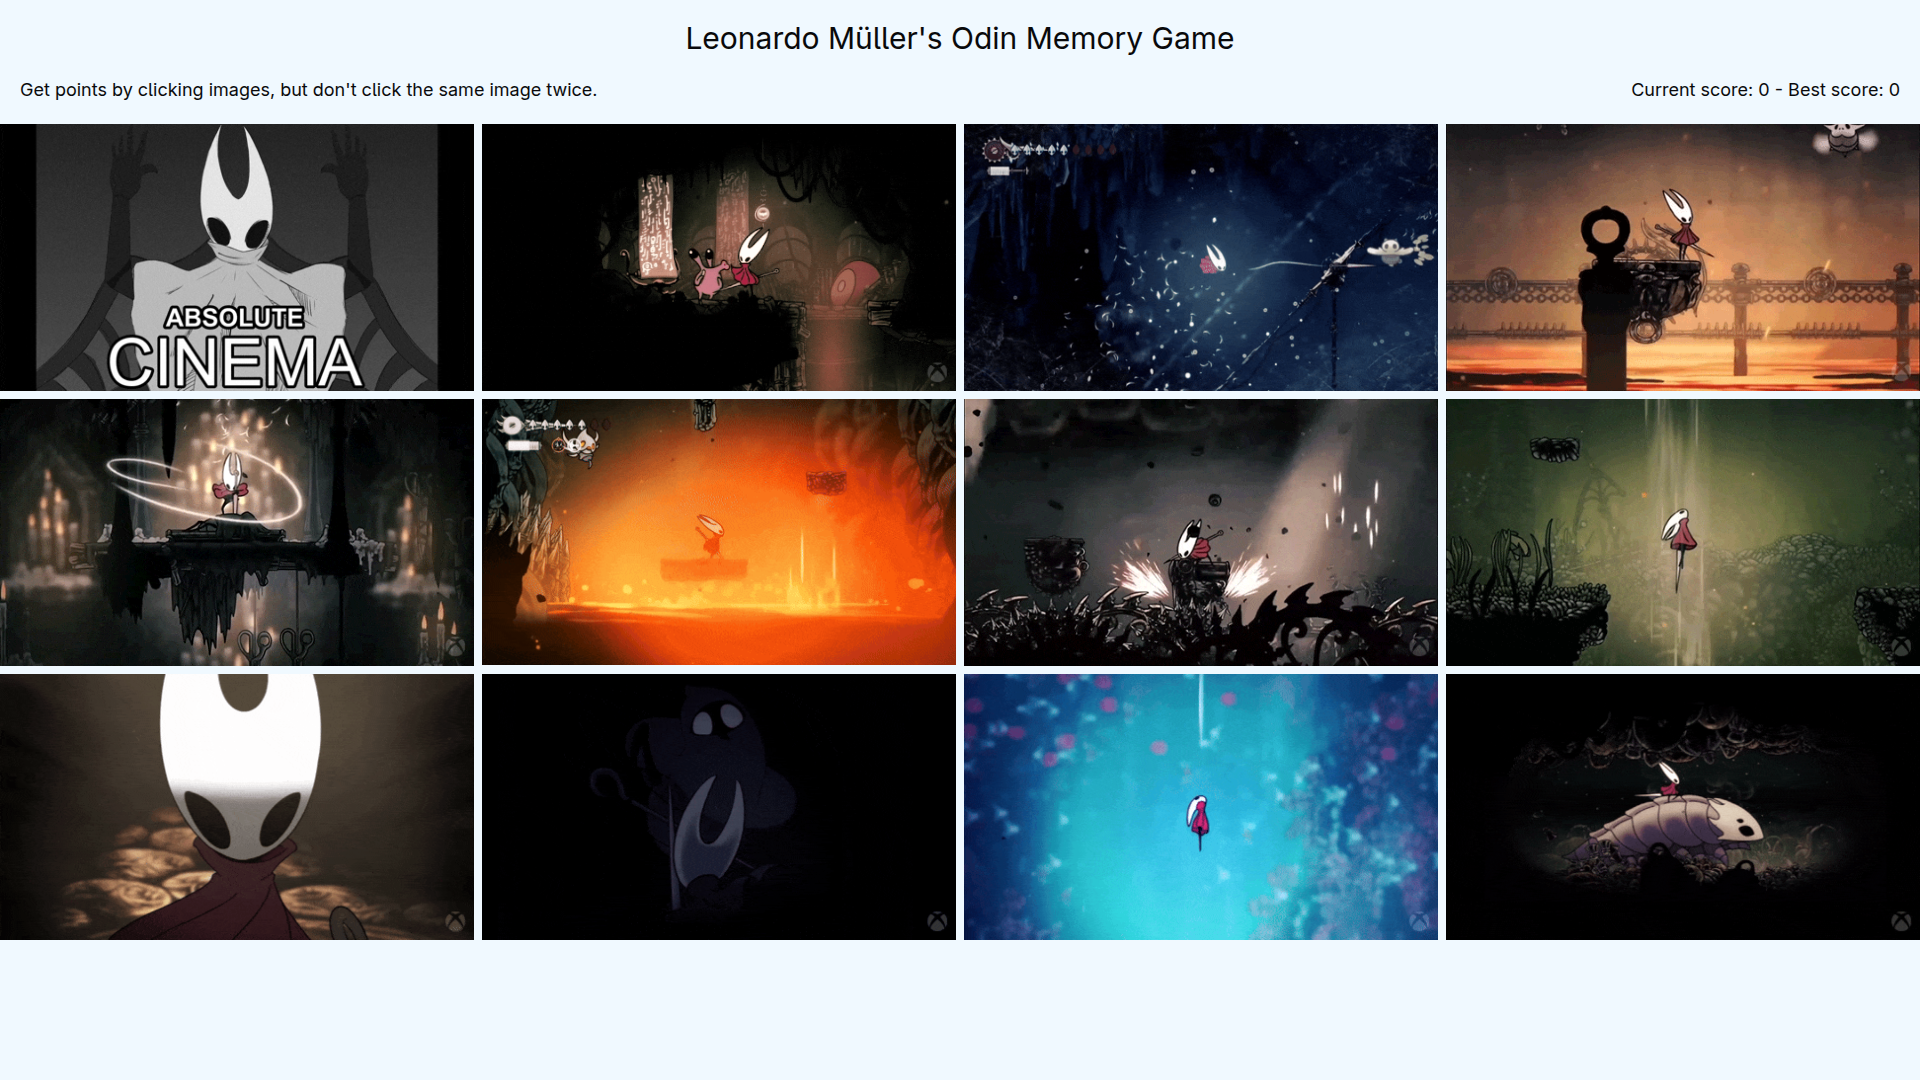 Leonardo Müller's Odin Memory Game
Get points by clicking images, but don't click the same image twice.
Current score: 0 - Best score: 0
ABSOLUTE
CINEMA